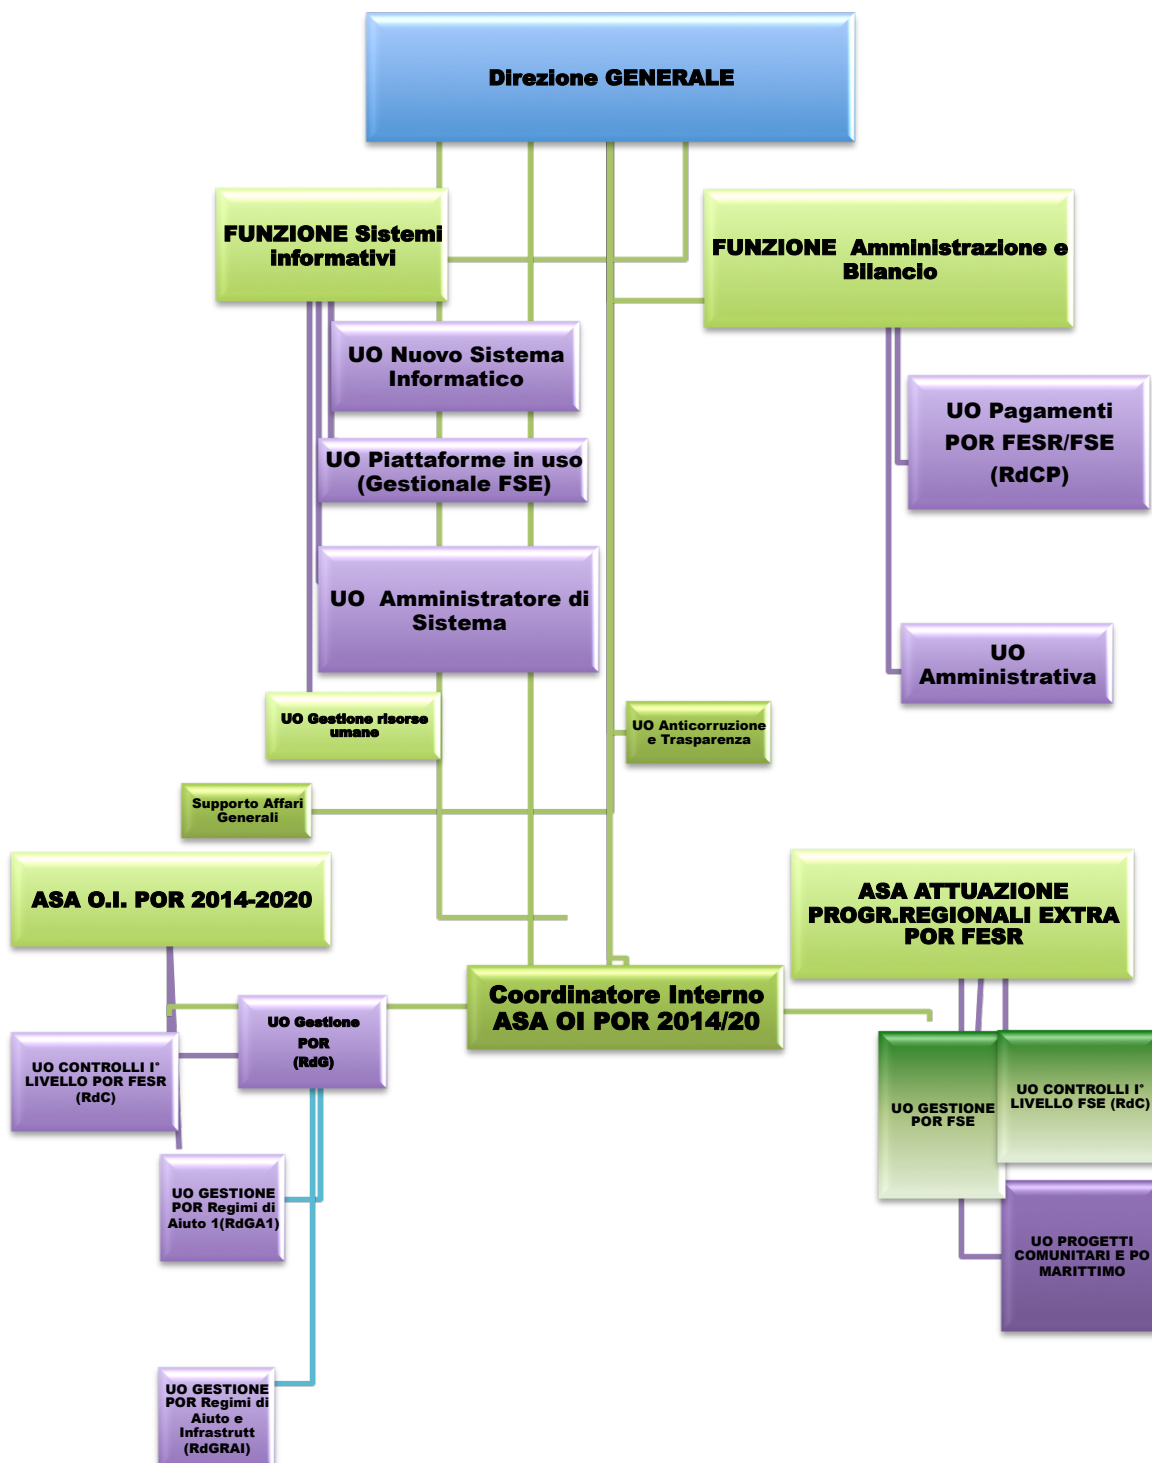 Direzione GENERALE
FUNZIONE Sistemi
informativi
FUNZIONE  Amministrazione e
Bilancio
UO Nuovo Sistema
Informatico
UO Pagamenti
POR FESR/FSE
(RdCP)
UO Piattaforme in uso
(Gestionale FSE)
UO  Amministratore di
Sistema
UO
Amministrativa
UO Gestione risorse
umane
UO Anticorruzione
e Trasparenza
Supporto Affari
Generali
ASA O.I. POR 2014-2020
ASA ATTUAZIONE
PROGR.REGIONALI EXTRA
POR FESR
Coordinatore Interno
ASA OI POR 2014/20
UO Gestione
POR
(RdG)
UO CONTROLLI I°
LIVELLO POR FESR
(RdC)
UO GESTIONE
POR FSE
UO CONTROLLI I°
LIVELLO FSE (RdC)
UO GESTIONE
POR Regimi di
Aiuto 1(RdGA1)
UO PROGETTI
COMUNITARI E PO
MARITTIMO
UO GESTIONE
POR Regimi di
Aiuto e
Infrastrutt
(RdGRAI)